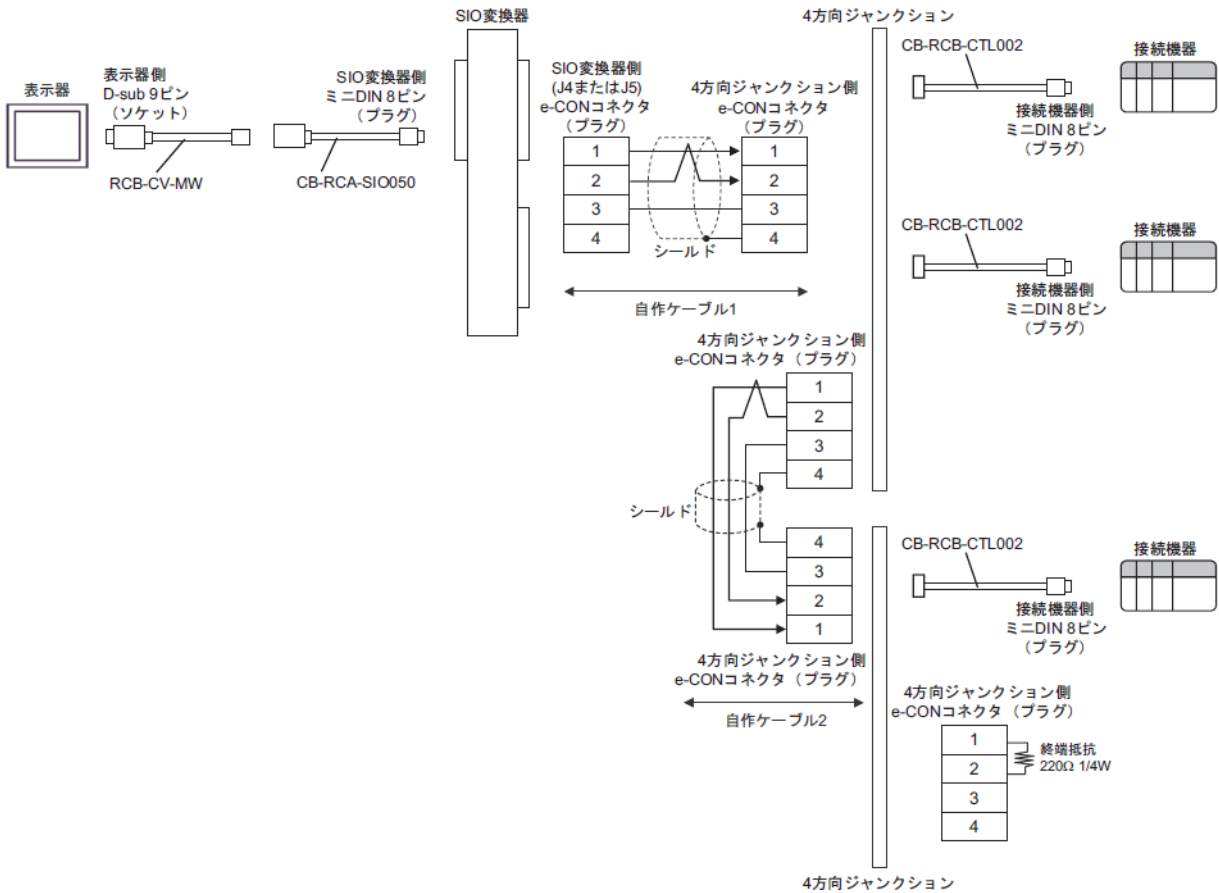 SIO変換器
4方向ジャンクション
表示器
表示器側
D-sub 9ピン
(ソケット)
RCB-CV-MW
SIO変換器側
ミニDIN 8ピン
(プラグ)
CB-RCA-SIO050
SIO変換器側
(J4またはJ5)
e-CONコネクタ
(プラグ)
1
2
3
4
4方向ジャンクション側
e-CONコネクタ
(プラグ)
1
2
3
4
シールド
自作ケーブル1
CB-RCB-CTL002
接続機器側
ミニDIN 8ピン
(プラグ)
接続機器
CB-RCB-CTL002
接続機器側
ミニDIN 8ピン
(プラグ)
接続機器
4方向ジャンクション側
e-CONコネクタ(プラグ)
1
2
3
4
シールド
4
3
2
1
4方向ジャンクション側
e-CONコネクタ(プラグ)
自作ケーブル2
CB-RCB-CTL002
接続機器側
ミニDIN 8ピン
(プラグ)
接続機器
4方向ジャンクション側
e-CONコネクタ(プラグ)
1
2
3
4
終端抵抗
220Ω 1/4W
4方向ジャンクション